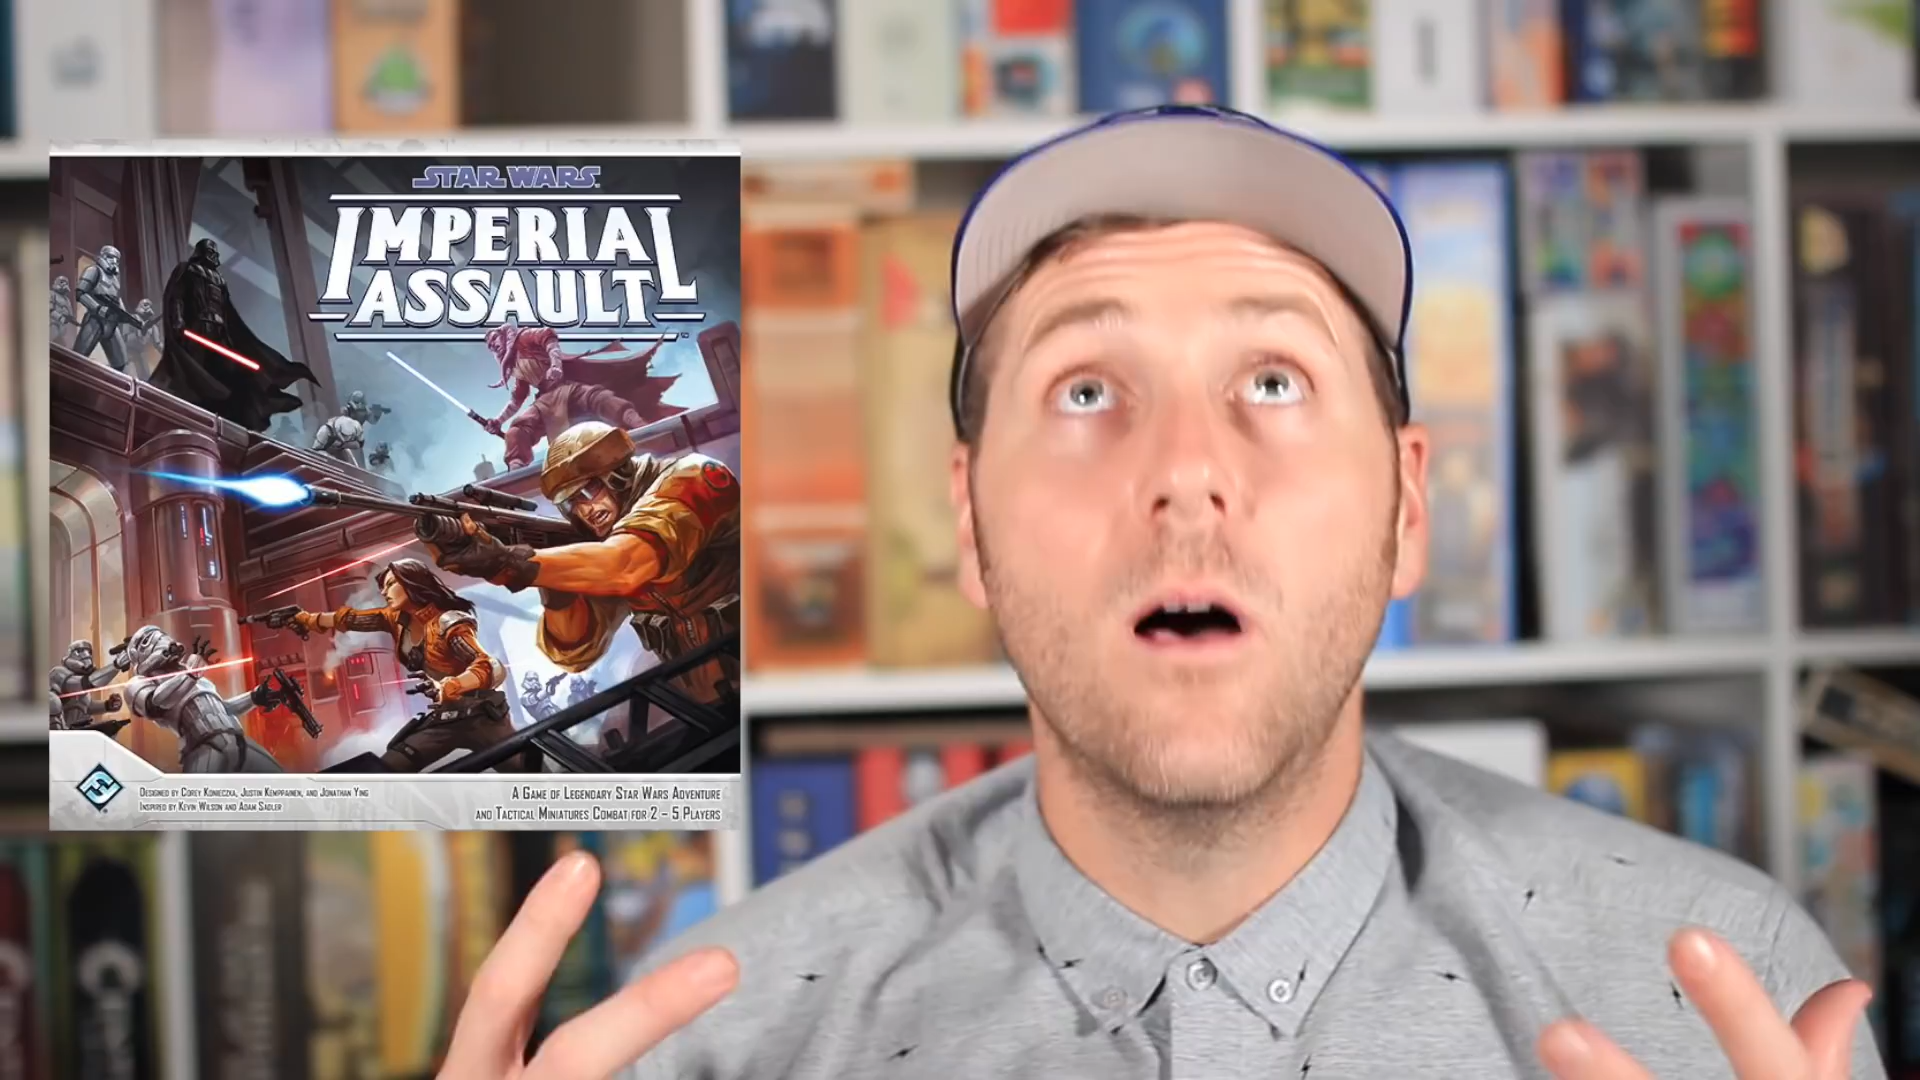 STAR WARS
IMPERIAL
ASSAULT
DESIGNED BY COREY KONIECZKA, JUSTIN KEMPPAINEN, AND JONATHAN YING
INSPIRED BY KEVIN WILSON AND ADAM SADLER
A GAME OF LEGENDARY STAR WARS ADVENTURE
AND TACTICAL MINIATURES COMBAT FOR 2 – 5 PLAYERS